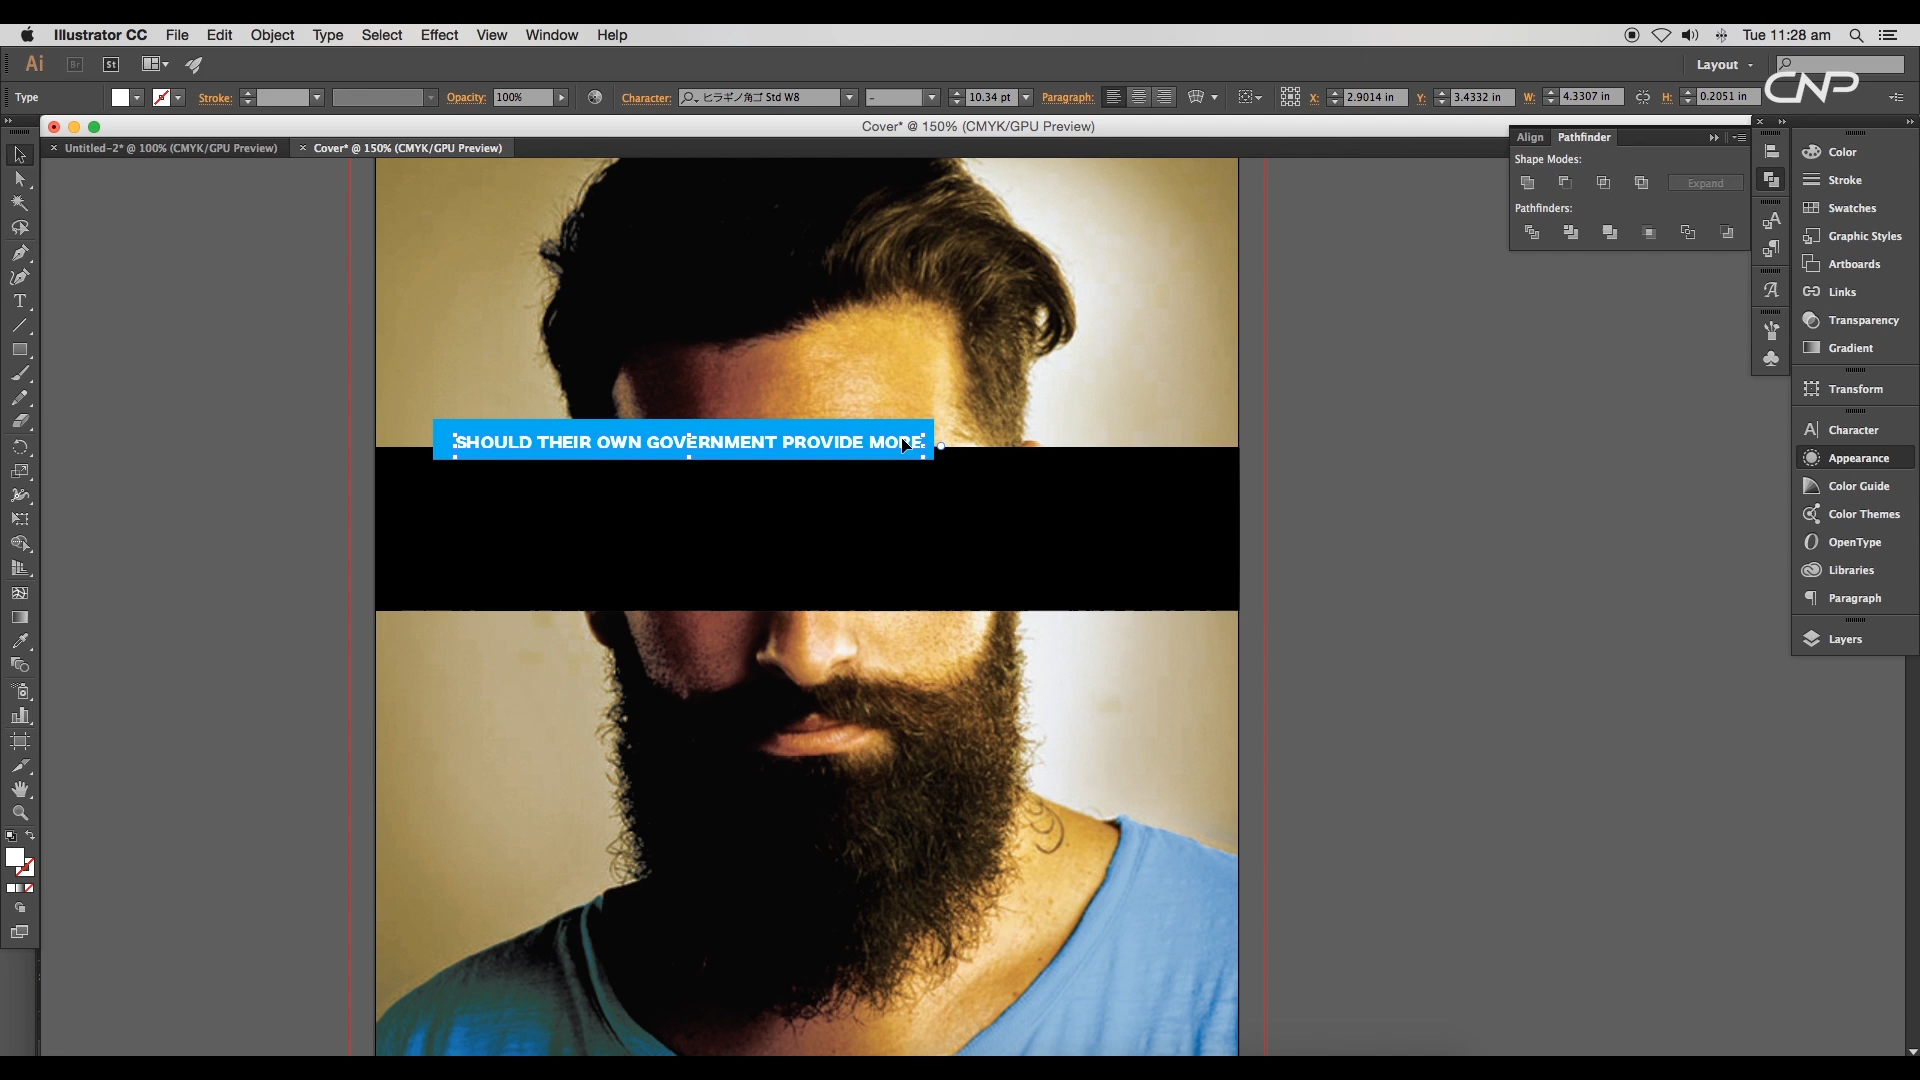 Illustrator CC File Edit Object Type Select Effect View Window Help Tue 11:28 am
Ai Br St Layout
CNP
Type Stroke: Opacity: 100% Character: ヒラギノ角ゴ Std W8 - 10.34 pt Paragraph: X: 2.9014 in Y: 3.4332 in W: 4.3307 in H: 0.2051 in
Cover* @ 150% (CMYK/GPU Preview)
Untitled-2* @ 100% (CMYK/GPU Preview) Cover* @ 150% (CMYK/GPU Preview)
Align Pathfinder
Shape Modes:
Expand
Pathfinders:
Color
Stroke
Swatches
Graphic Styles
Artboards
Links
Transparency
Gradient
Transform
Character
Appearance
Color Guide
Color Themes
OpenType
Libraries
Paragraph
Layers
SHOULD THEIR OWN GOVERNMENT PROVIDE MORE